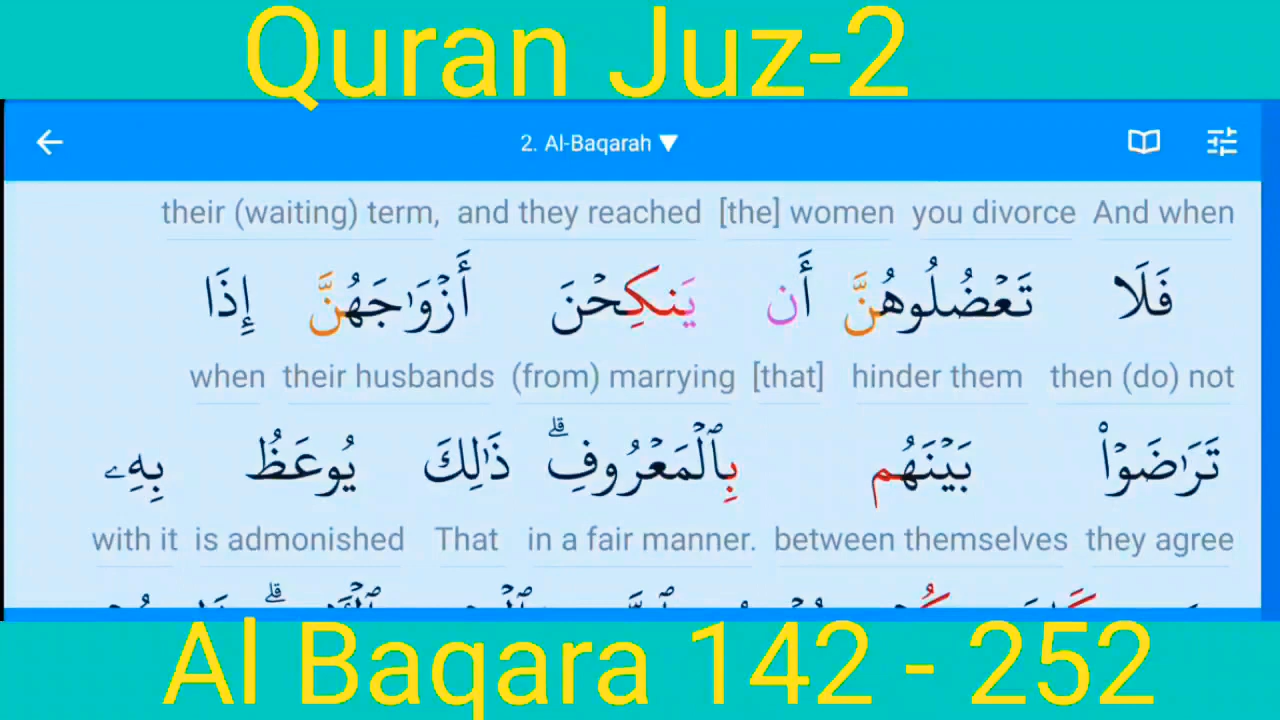 Quran Juz-2
2. Al-Baqarah ▼
their (waiting) term, and they reached [the] women you divorce And when
فَلَا تَعْضُلُوهُنَّ أَن يَنكِحْنَ أَزْوَٰجَهُنَّ إِذَا
when their husbands (from) marrying [that] hinder them then (do) not
تَرَٰضَوْا۟ بَيْنَهُم بِٱلْمَعْرُوفِ ۗ ذَٰلِكَ يُوعَظُ بِهِۦ
with it is admonished That in a fair manner. between themselves they agree
Al Baqara 142 - 252